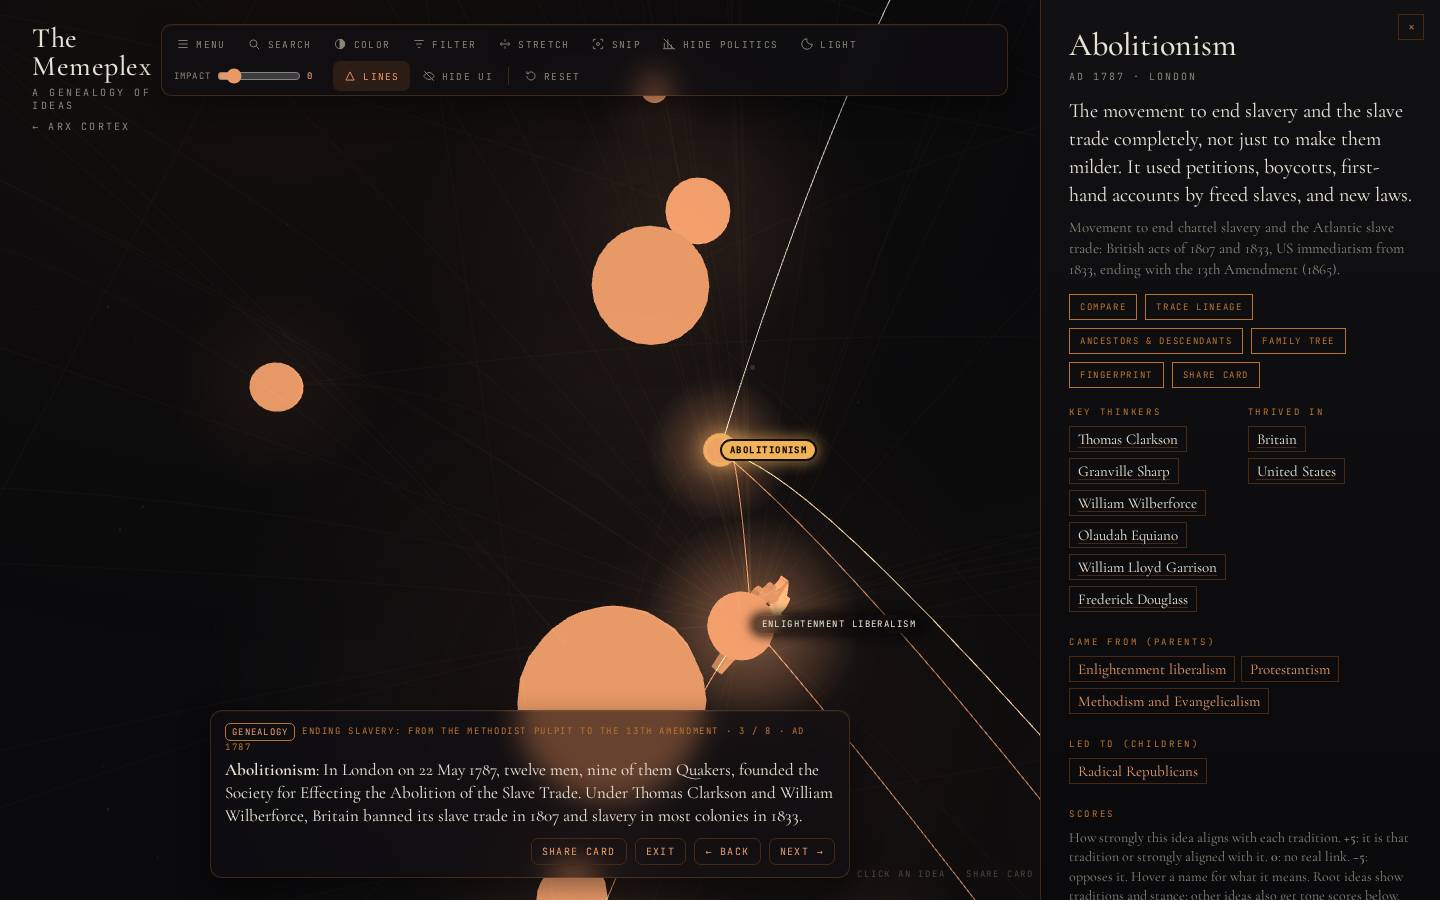 The
Memeplex
A GENEALOGY OF
IDEAS
← ARX CORTEX
MENU SEARCH COLOR FILTER STRETCH SNIP HIDE POLITICS LIGHT
IMPACT 0 LINES HIDE UI RESET
ABOLITIONISM
ENLIGHTENMENT LIBERALISM
GENEALOGY ENDING SLAVERY: FROM THE METHODIST PULPIT TO THE 13TH AMENDMENT · 3 / 8 · AD
1787
Abolitionism: In London on 22 May 1787, twelve men, nine of them Quakers, founded the
Society for Effecting the Abolition of the Slave Trade. Under Thomas Clarkson and William
Wilberforce, Britain banned its slave trade in 1807 and slavery in most colonies in 1833.
SHARE CARD EXIT ← BACK NEXT →
CLICK AN IDEA SHARE CARD
×
Abolitionism
AD 1787 · LONDON
The movement to end slavery and the slave
trade completely, not just to make them
milder. It used petitions, boycotts, first-
hand accounts by freed slaves, and new laws.
Movement to end chattel slavery and the Atlantic slave
trade: British acts of 1807 and 1833, US immediatism from
1833, ending with the 13th Amendment (1865).
COMPARE TRACE LINEAGE
ANCESTORS & DESCENDANTS FAMILY TREE
FINGERPRINT SHARE CARD
KEY THINKERS THRIVED IN
Thomas Clarkson Britain
Granville Sharp United States
William Wilberforce
Olaudah Equiano
William Lloyd Garrison
Frederick Douglass
CAME FROM (PARENTS)
Enlightenment liberalism Protestantism
Methodism and Evangelicalism
LED TO (CHILDREN)
Radical Republicans
SCORES
How strongly this idea aligns with each tradition. +5: it is that
tradition or strongly aligned with it. 0: no real link. −5:
opposes it. Hover a name for what it means. Root ideas show
traditions and stance; other ideas also get tone scores below.